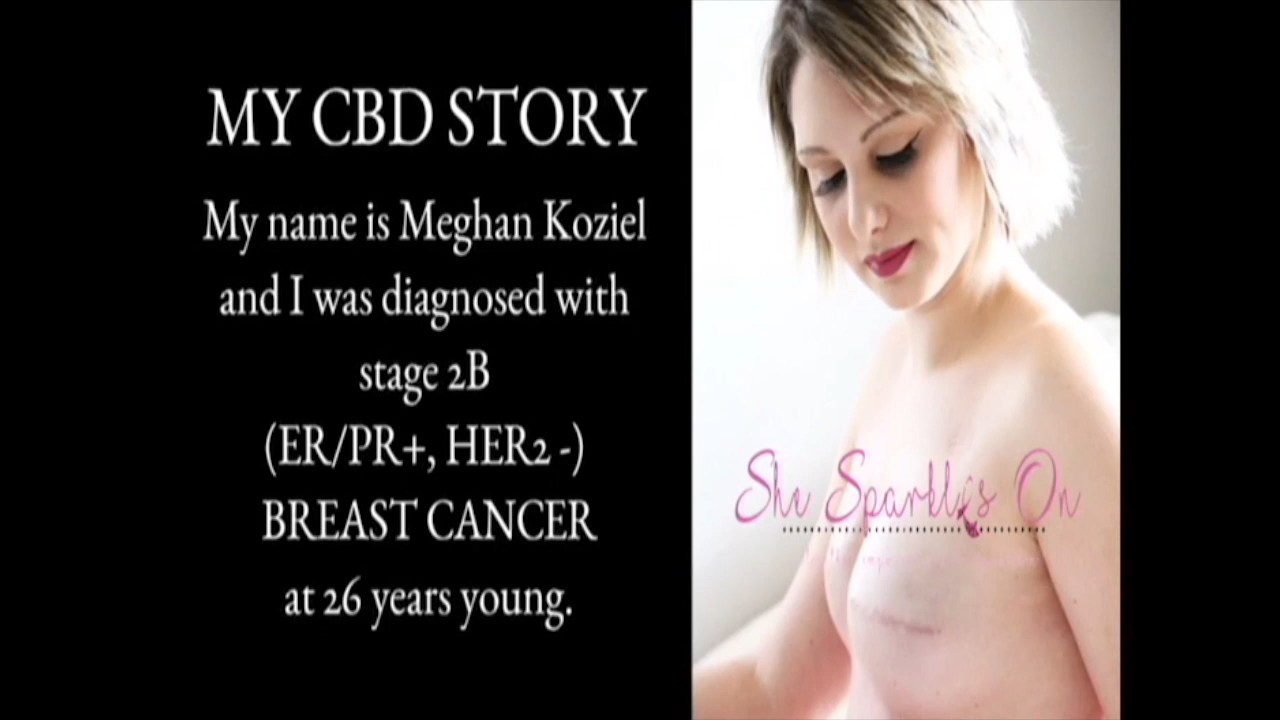 MY CBD STORY
My name is Meghan Koziel
and I was diagnosed with
stage 2B
(ER/PR+, HER2 -)
BREAST CANCER
at 26 years young.
She Sparkles On